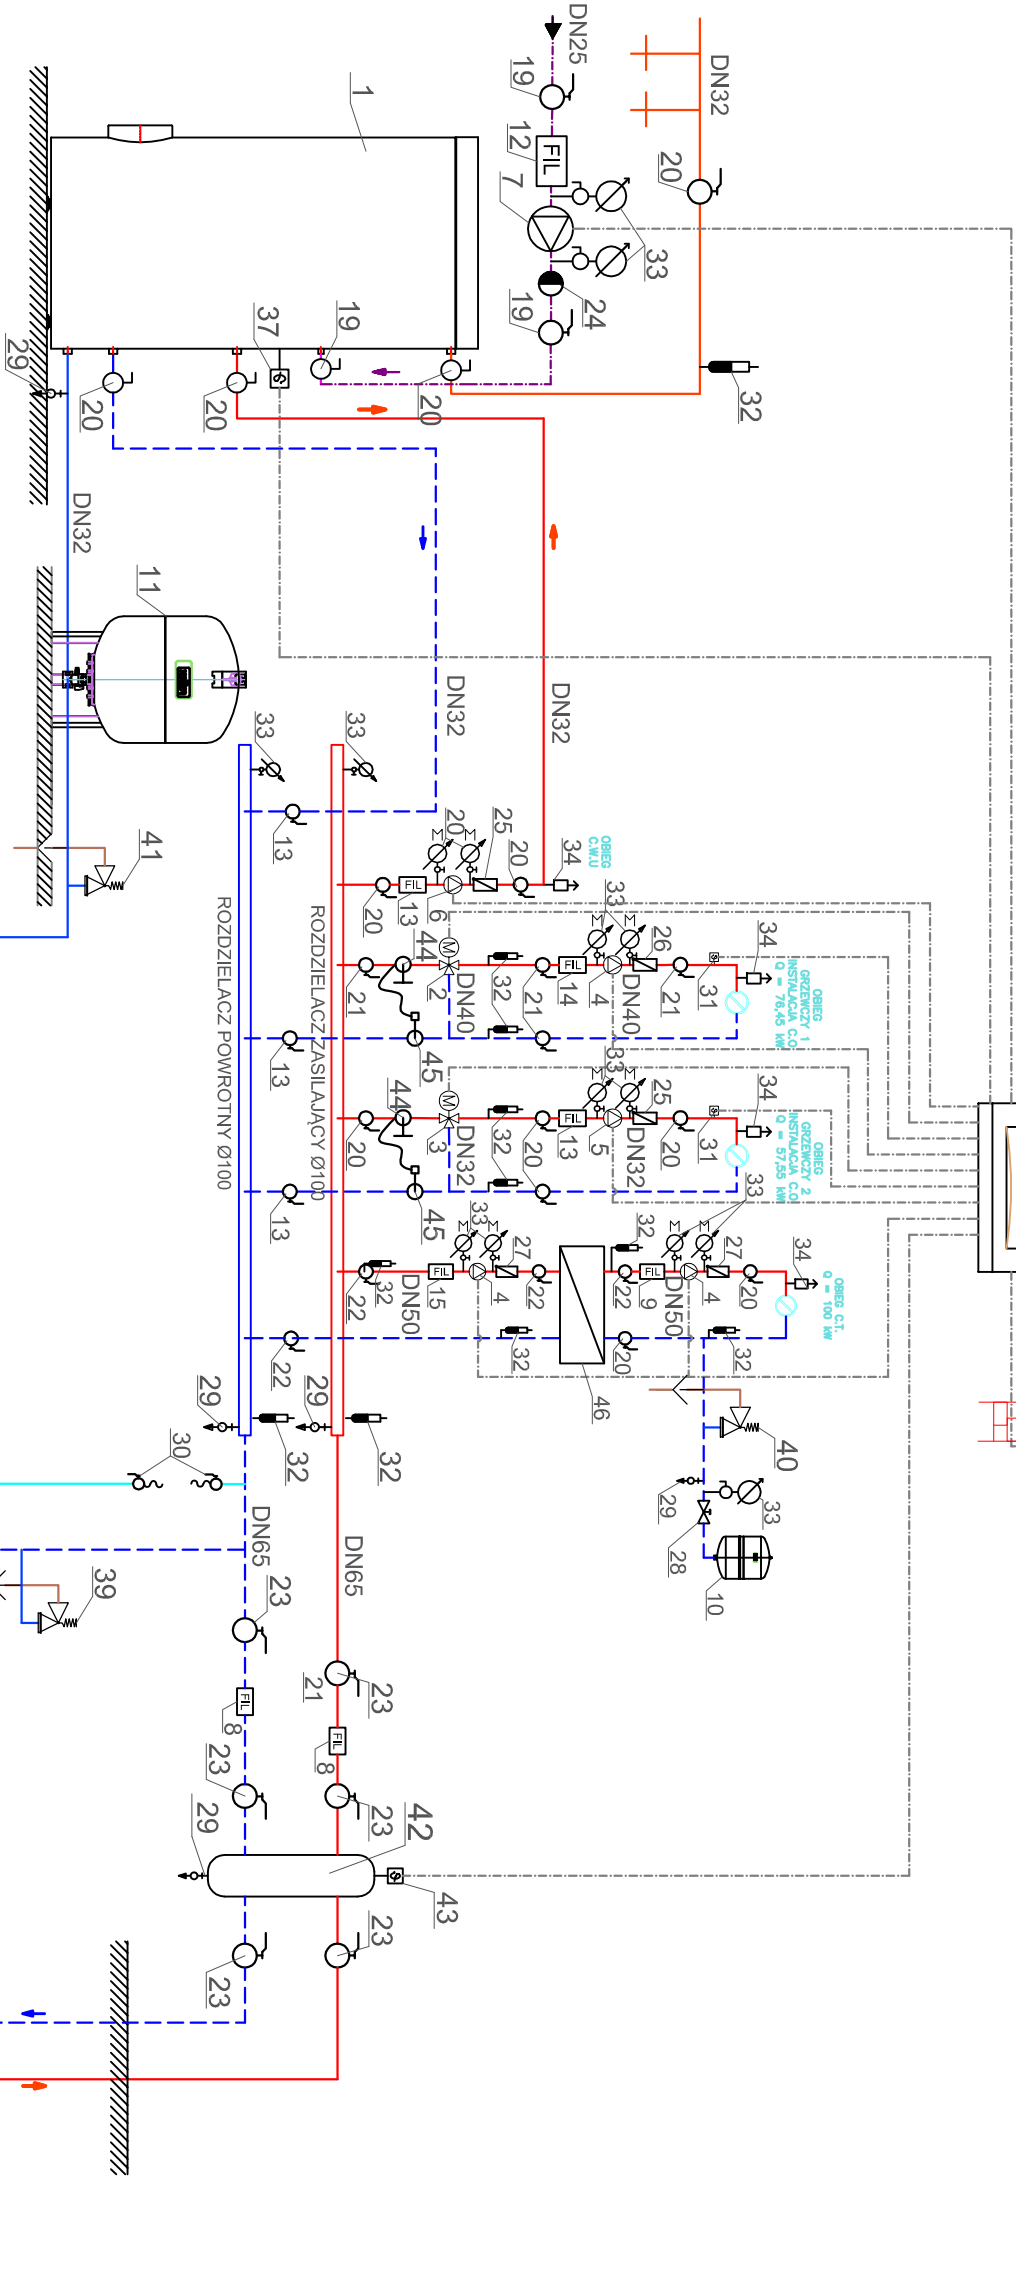 DN25
DN32
19
12
FIL
7
33
24
19
20
1
32
19
37
20
20
20
29
DN32
11
41
DN32
DN32
33
33
13
20
25
20
34
M
M
OBIEG
C.W.U
FIL
20
13
6
ROZDZIELACZ POWROTNY Ø100
ROZDZIELACZ ZASILAJĄCY Ø100
21
44
M
2
DN40
32
21
FIL
14
4
DN40
33
M
M
26
21
31
34
OBIEG
GRZEWCZY 1
INSTALACJA C.O.
Q = 76,45 kW
13
45
20
44
M
3
DN32
32
20
FIL
13
5
DN32
33
M
M
25
20
31
34
OBIEG
GRZEWCZY 2
INSTALACJA C.O.
Q = 57,55 kW
13
45
33
22
32
DN50
FIL
15
4
33
M
M
27
22
46
32
22
FIL
9
DN50
4
M
M
27
20
34
OBIEG C.T.
Q = 100 kW
22
32
20
32
40
29
33
28
10
29
29
32
32
30
DN65
DN65
39
23
23
21
FIL
8
FIL
8
23
23
29
42
43
23
23